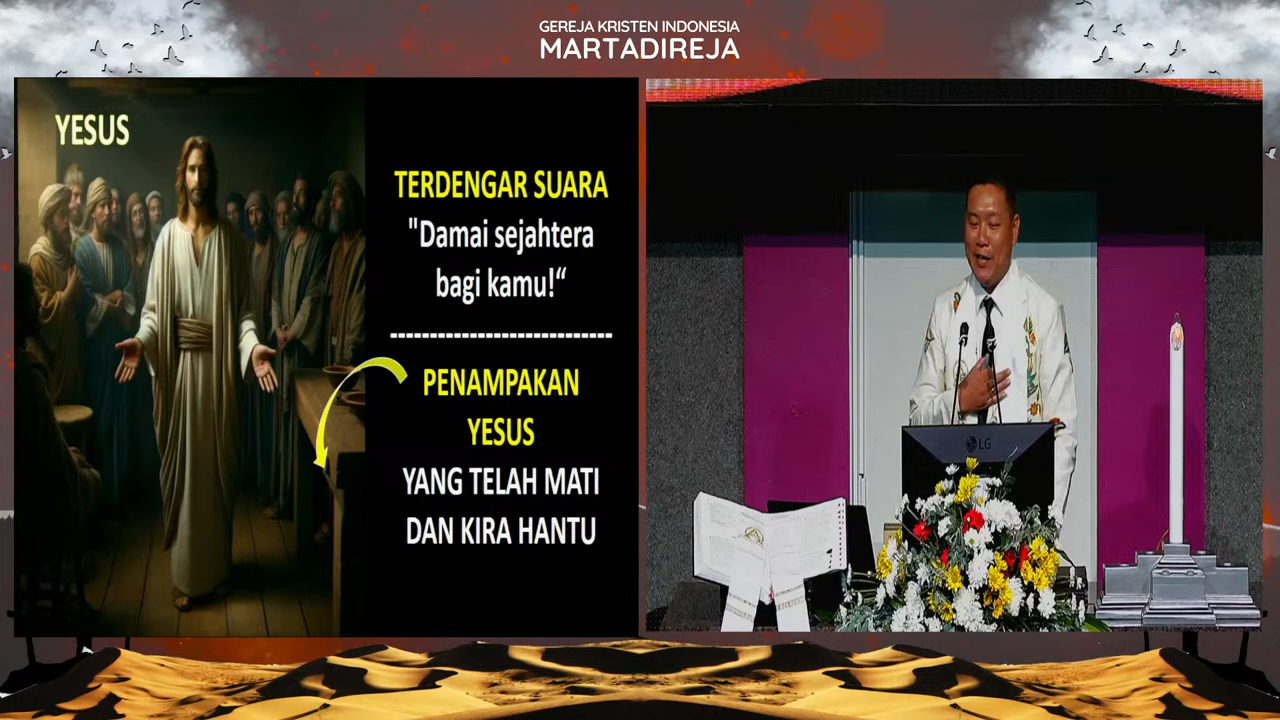 GEREJA KRISTEN INDONESIA
MARTADIREJA
YESUS
TERDENGAR SUARA
"Damai sejahtera
bagi kamu!“
----------------------------
PENAMPAKAN
YESUS
YANG TELAH MATI
DAN KIRA HANTU
LG